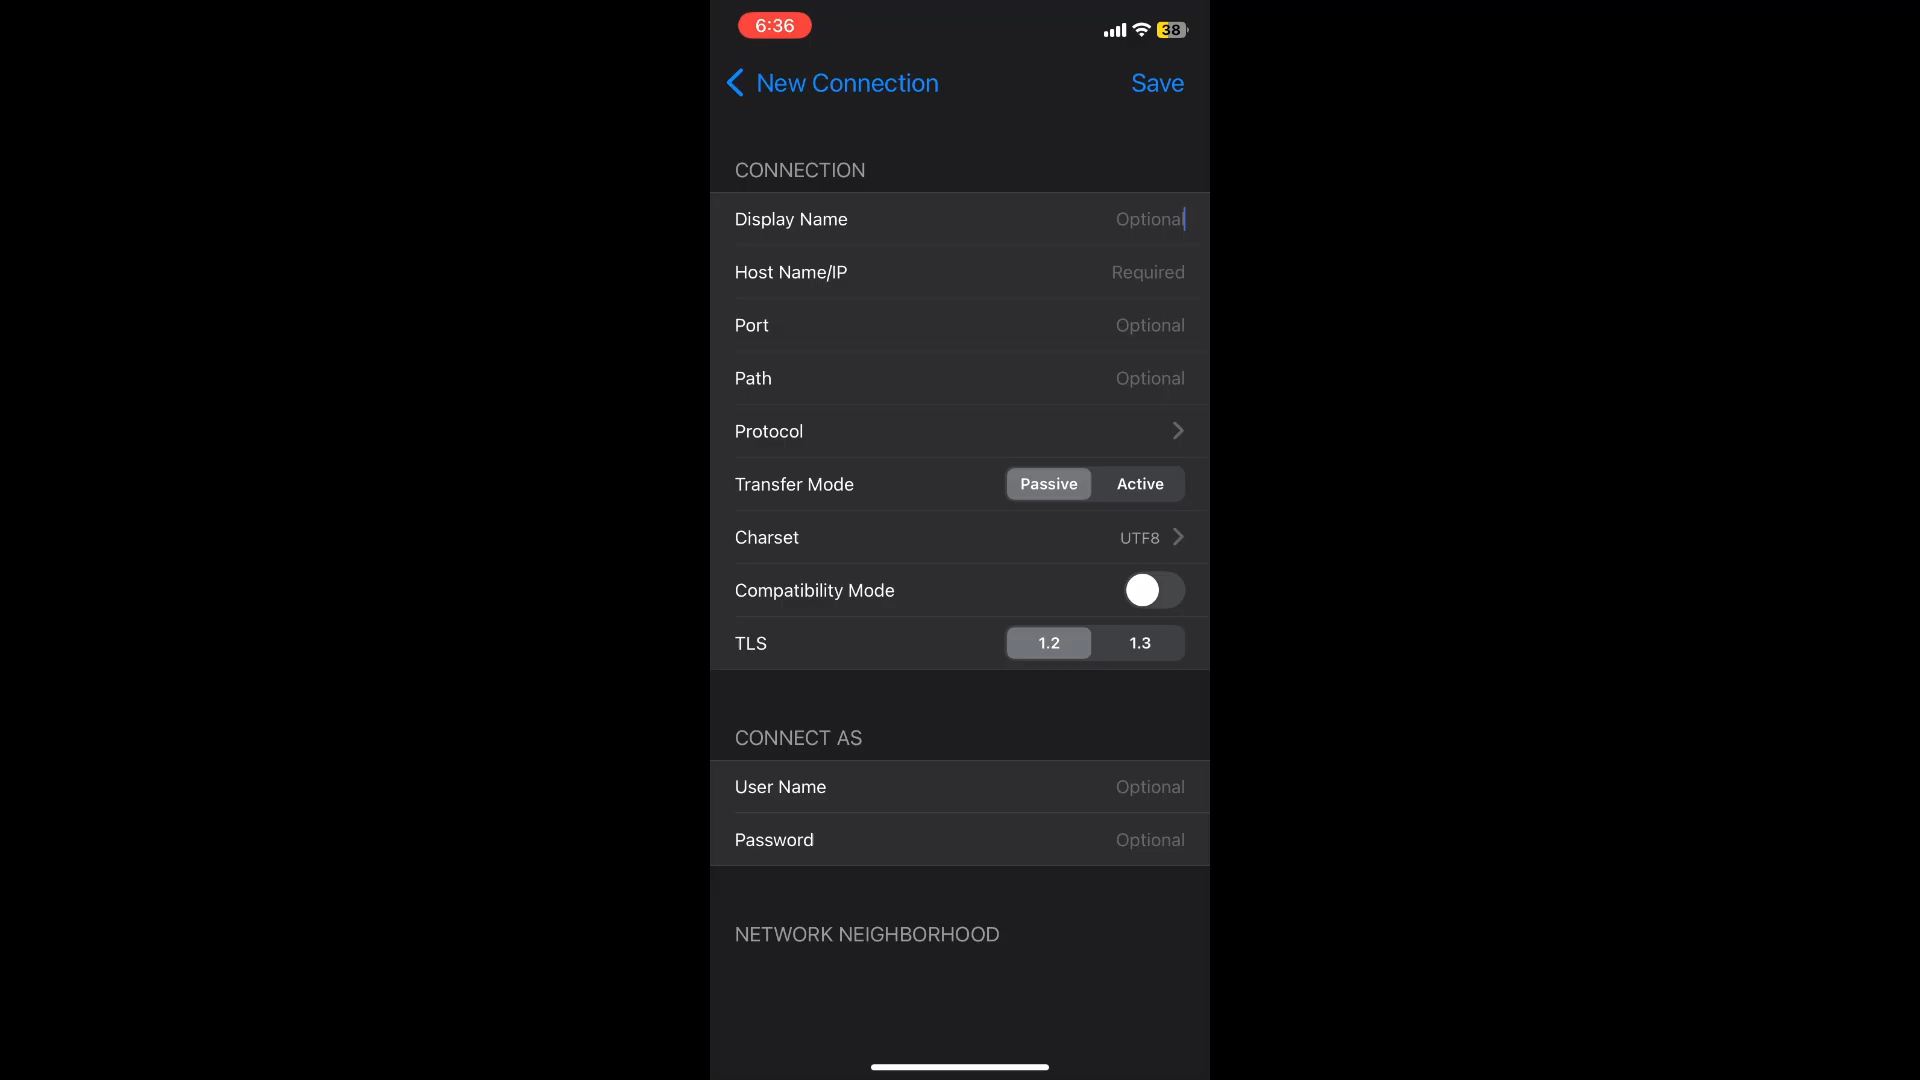 6:36
38
New Connection
Save
CONNECTION
Display Name
Optional
Host Name/IP
Required
Port
Optional
Path
Optional
Protocol
Transfer Mode
Passive
Active
Charset
UTF8
Compatibility Mode
TLS
1.2
1.3
CONNECT AS
User Name
Optional
Password
Optional
NETWORK NEIGHBORHOOD